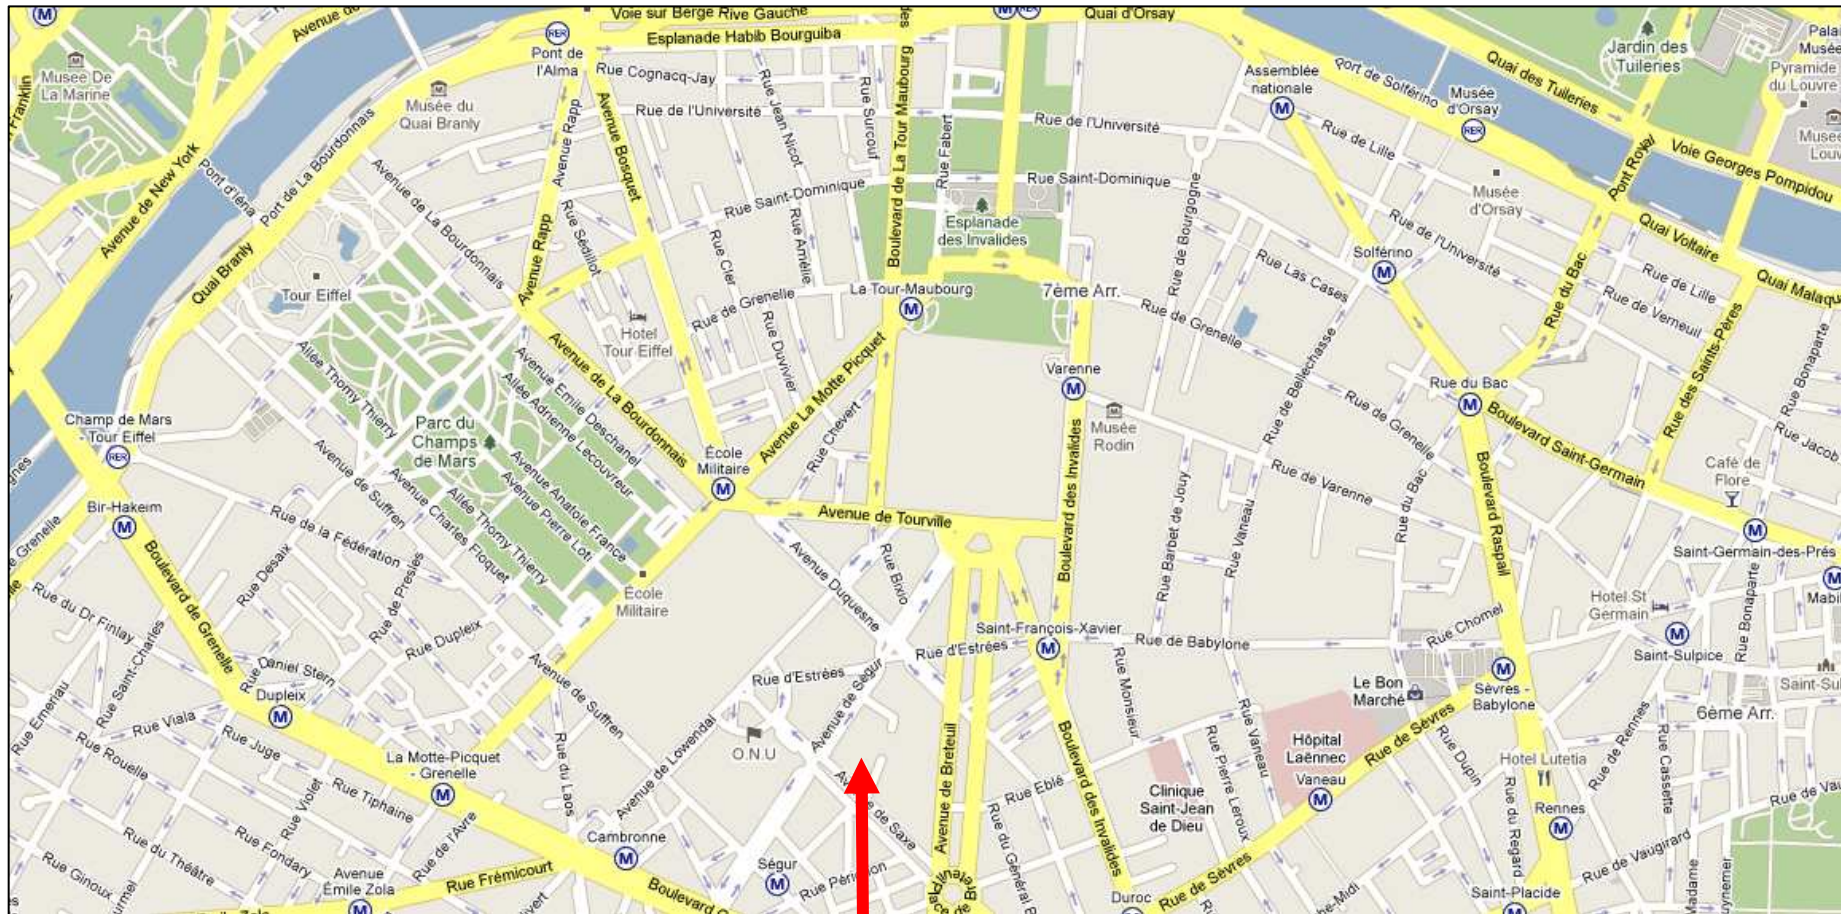 Avenue de New York
Franklin
Musee De
La Marine
Pont d'Iéna
Voie sur Berge Rive Gauche
Esplanade Habib Bourguiba
Quai d'Orsay
RER
Pont de
l'Alma
Musée du
Quai Branly
Port de La Bourdonnais
Quai Branly
Rue Cognacq-Jay
Rue de l'Université
Rue Jean Nicot
Rue Surcouf
Rue Fabert
Boulevard de La Tour Maubourg
Avenue Rapp
Avenue Bosquet
Avenue de La Bourdonnais
Rue Saint-Dominique
Rue Sédillot
Avenue Rapp
Rue Cler
Rue Amélie
Esplanade
des Invalides
Rue de l'Université
Rue Saint-Dominique
Rue de Bourgogne
Assemblée
nationale
M
Port de Solférino
Musée
d'Orsay
RER
Rue de Lille
Musée
d'Orsay
Quai des Tuileries
Jardin des
Tuileries
Pyramide
du Louvre
Voie Georges Pompidou
Pont Royal
Quai Voltaire
Tour Eiffel
Hotel
Tour Eiffel
Rue de Grenelle
Rue Duvivier
La Tour-Maubourg
M
7ème Arr.
Rue Las Cases
Solférino
M
Rue de l'Université
Rue de Lille
Rue de Verneuil
Rue du Bac
Rue des Saints-Pères
Rue Bonaparte
Rue de Grenelle
Rue de Bellechasse
Allée Thomy Thierry
Avenue Emile Deschanel
Allée Adrienne Lecouvreur
Avenue de La Bourdonnais
Avenue La Motte Picquet
Rue Chevert
Varenne
M
Musée
Rodin
Rue du Bac
M
Boulevard Saint-Germain
Rue Jacob
Champ de Mars
- Tour Eiffel
RER
Parc du
Champs
de Mars
École
Militaire
M
Rue de Grenelle
Café de
Flore
Rue de Varenne
Bir-Hakeim
M
Rue de la Fédération
Avenue de Suffren
Avenue Charles Floquet
Allée Thomy Thierry
Avenue Pierre Loti
Avenue Anatole France
Avenue de Tourville
Boulevard des Invalides
Rue Barbet de Jouy
Rue Vaneau
Rue du Bac
Boulevard Raspail
Saint-Germain-des-Prés
M
Rue Desaix
Rue de Presles
Rue Dupleix
École
Militaire
Avenue Duquesne
Rue Bixio
Boulevard de Grenelle
Rue du Dr Finlay
Rue Saint-Charles
Rue Daniel Stern
Dupleix
M
Saint-François-Xavier
M
Rue de Babylone
Rue Chomel
Hotel St
Germain
Rue Bonaparte
Saint-Sulpice
M
Rue d'Estrées
Rue d'Estrées
Avenue de Ségur
Avenue de Suffren
Rue Monsieur
Le Bon
Marché
Sèvres -
Babylone
M
6ème Arr.
Rue Emeriau
Rue Viala
Rue Juge
Rue Rouelle
Rue Tiphaine
Rue Violet
La Motte-Picquet
- Grenelle
M
Rue du Laos
Avenue de Lowendal
O.N.U
Avenue de Ségur
Avenue de Breteuil
Boulevard des Invalides
Rue Eblé
Clinique
Saint-Jean
de Dieu
Rue Pierre Leroux
Rue Vaneau
Hôpital
Laënnec
Vaneau
M
Rue de Sèvres
Rue Dupin
Hotel Lutetia
Rue de Rennes
Rue Cassette
Rennes
M
Rue du Regard
Rue de Vaugirard
Rue du Théâtre
Rue Fondary
Rue de l'Avre
Rue Ginoux
Avenue
Émile Zola
M
Rue Frémicourt
Cambronne
M
Ségur
M
de Saxe
Duroc
Rue de Sèvres
Saint-Placide
M
Madame